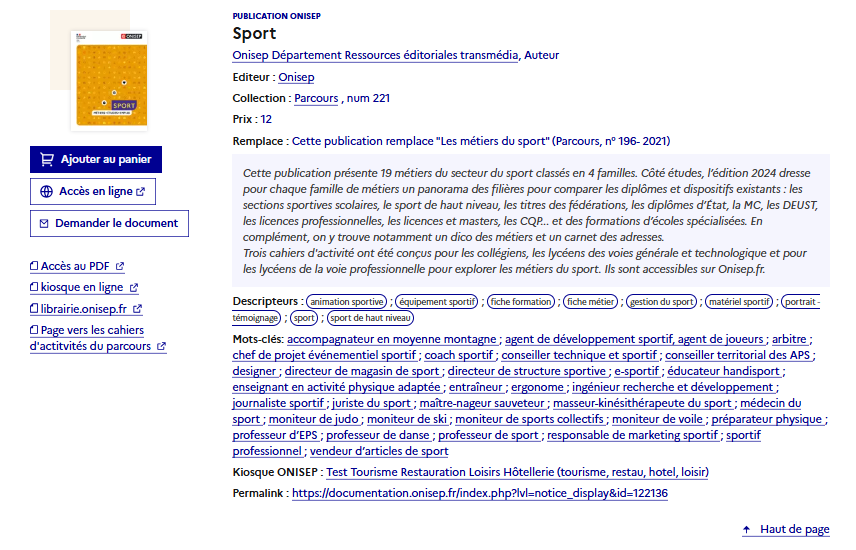 ONISEP
SPORT
Ajouter au panier
Accès en ligne
Demander le document
Accès au PDF
kiosque en ligne
librairie.onisep.fr
Page vers les cahiers
d'actitvités du parcours
PUBLICATION ONISEP
Sport
Onisep Département Ressources éditoriales transmédia, Auteur
Editeur : Onisep
Collection : Parcours , num 221
Prix : 12
Remplace : Cette publication remplace "Les métiers du sport" (Parcours, n° 196- 2021)
Cette publication présente 19 métiers du secteur du sport classés en 4 familles. Côté études, l’édition 2024 dresse
pour chaque famille de métiers un panorama des filières pour comparer les diplômes et dispositifs existants : les
sections sportives scolaires, le sport de haut niveau, les titres des fédérations, les diplômes d’État, la MC, les DEUST,
les licences professionnelles, les licences et masters, les CQP... et des formations d’écoles spécialisées. En
complément, on y trouve notamment un dico des métiers et un carnet des adresses.
Trois cahiers d'activité ont été conçus pour les collégiens, les lycéens des voies générale et technologique et pour
les lycéens de la voie professionnelle pour explorer les métiers du sport. Ils sont accessibles sur Onisep.fr.
Descripteurs : animation sportive ; équipement sportif ; fiche formation ; fiche métier ; gestion du sport ; matériel sportif ; portrait -
témoignage ; sport ; sport de haut niveau
Mots-clés: accompagnateur en moyenne montagne ; agent de développement sportif, agent de joueurs ; arbitre ;
chef de projet événementiel sportif ; coach sportif ; conseiller technique et sportif ; conseiller territorial des APS ;
designer ; directeur de magasin de sport ; directeur de structure sportive ; e-sportif ; éducateur handisport ;
enseignant en activité physique adaptée ; entraîneur ; ergonome ; ingénieur recherche et développement ;
journaliste sportif ; juriste du sport ; maître-nageur sauveteur ; masseur-kinésithérapeute du sport ; médecin du
sport ; moniteur de judo ; moniteur de ski ; moniteur de sports collectifs ; moniteur de voile ; préparateur physique ;
professeur d’EPS ; professeur de danse ; professeur de sport ; responsable de marketing sportif ; sportif
professionnel ; vendeur d’articles de sport
Kiosque ONISEP : Test Tourisme Restauration Loisirs Hôtellerie (tourisme, restau, hotel, loisir)
Permalink : https://documentation.onisep.fr/index.php?lvl=notice_display&id=122136
Haut de page